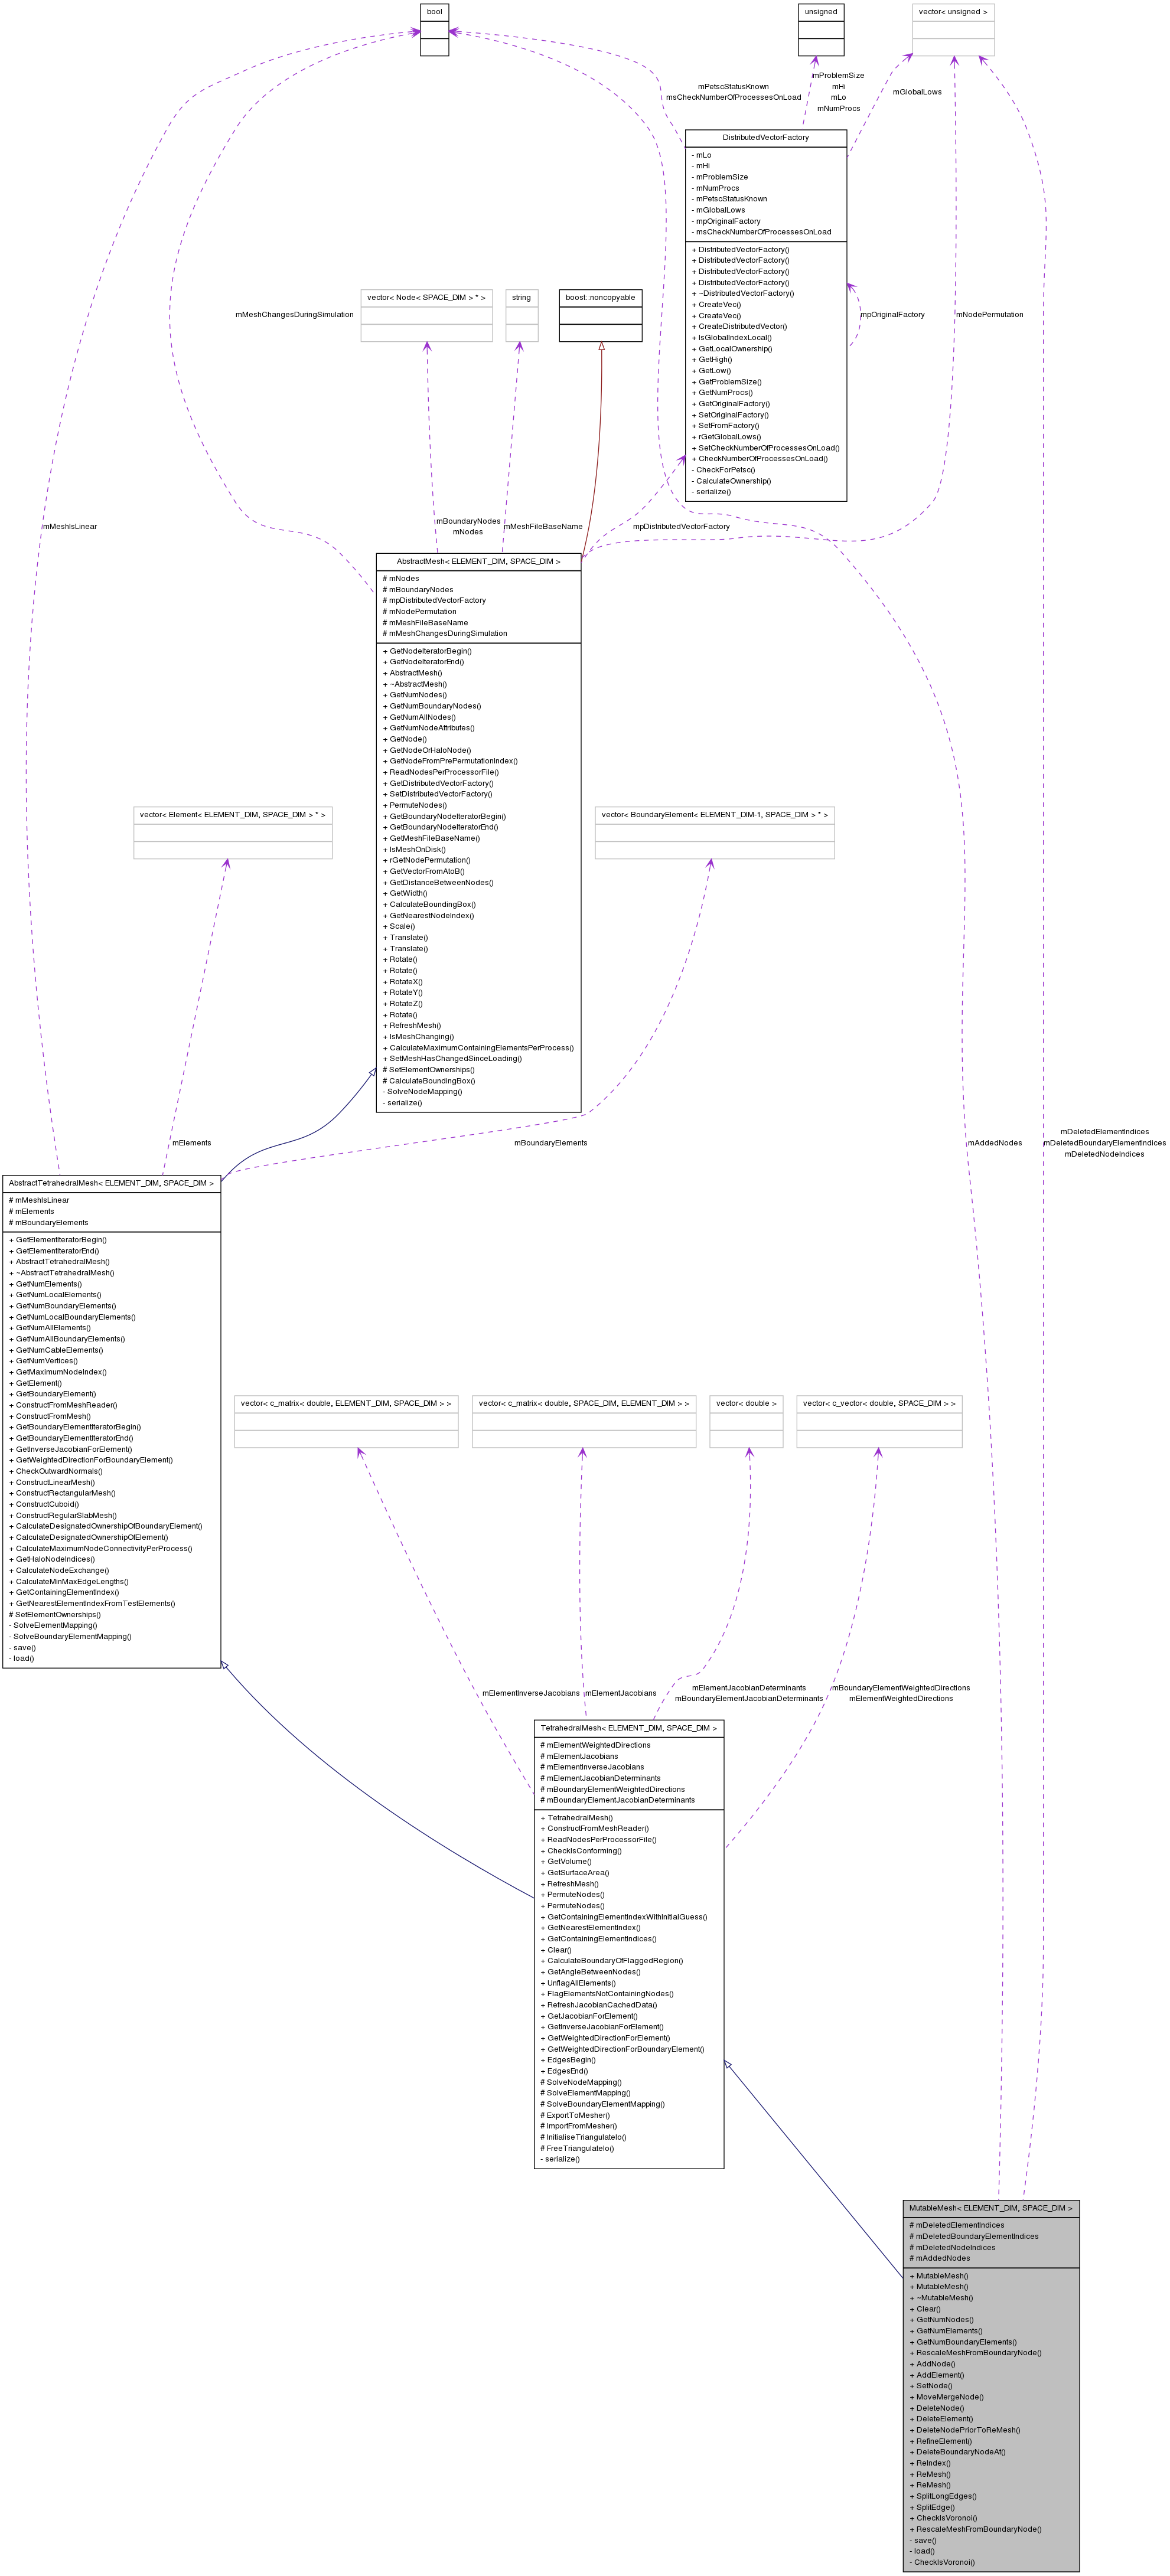 bool
unsigned
vector< unsigned >
mProblemSize
mHi
mLo
mNumProcs
mPetscStatusKnown
msCheckNumberOfProcessesOnLoad
mGlobalLows
DistributedVectorFactory
- mLo
- mHi
- mProblemSize
- mNumProcs
- mPetscStatusKnown
- mGlobalLows
- mpOriginalFactory
- msCheckNumberOfProcessesOnLoad
+ DistributedVectorFactory()
+ DistributedVectorFactory()
+ DistributedVectorFactory()
+ DistributedVectorFactory()
+ ~DistributedVectorFactory()
+ CreateVec()
+ CreateVec()
+ CreateDistributedVector()
+ IsGlobalIndexLocal()
+ GetLocalOwnership()
+ GetHigh()
+ GetLow()
+ GetProblemSize()
+ GetNumProcs()
+ GetOriginalFactory()
+ SetOriginalFactory()
+ SetFromFactory()
+ rGetGlobalLows()
+ SetCheckNumberOfProcessesOnLoad()
+ CheckNumberOfProcessesOnLoad()
- CheckForPetsc()
- CalculateOwnership()
- serialize()
vector< Node< SPACE_DIM > * >
string
boost::noncopyable
mMeshChangesDuringSimulation
mpOriginalFactory
mNodePermutation
mMeshIsLinear
mBoundaryNodes
mNodes
mMeshFileBaseName
mpDistributedVectorFactory
AbstractMesh< ELEMENT_DIM, SPACE_DIM >
# mNodes
# mBoundaryNodes
# mpDistributedVectorFactory
# mNodePermutation
# mMeshFileBaseName
# mMeshChangesDuringSimulation
+ GetNodeIteratorBegin()
+ GetNodeIteratorEnd()
+ AbstractMesh()
+ ~AbstractMesh()
+ GetNumNodes()
+ GetNumBoundaryNodes()
+ GetNumAllNodes()
+ GetNumNodeAttributes()
+ GetNode()
+ GetNodeOrHaloNode()
+ GetNodeFromPrePermutationIndex()
+ ReadNodesPerProcessorFile()
+ GetDistributedVectorFactory()
+ SetDistributedVectorFactory()
+ PermuteNodes()
+ GetBoundaryNodeIteratorBegin()
+ GetBoundaryNodeIteratorEnd()
+ GetMeshFileBaseName()
+ IsMeshOnDisk()
+ rGetNodePermutation()
+ GetVectorFromAtoB()
+ GetDistanceBetweenNodes()
+ GetWidth()
+ CalculateBoundingBox()
+ GetNearestNodeIndex()
+ Scale()
+ Translate()
+ Translate()
+ Rotate()
+ Rotate()
+ RotateX()
+ RotateY()
+ RotateZ()
+ Rotate()
+ RefreshMesh()
+ IsMeshChanging()
+ CalculateMaximumContainingElementsPerProcess()
+ SetMeshHasChangedSinceLoading()
# SetElementOwnerships()
# CalculateBoundingBox()
- SolveNodeMapping()
- serialize()
vector< Element< ELEMENT_DIM, SPACE_DIM > * >
vector< BoundaryElement< ELEMENT_DIM-1, SPACE_DIM > * >
mElements
mBoundaryElements
mAddedNodes
mDeletedElementIndices
mDeletedBoundaryElementIndices
mDeletedNodeIndices
AbstractTetrahedralMesh< ELEMENT_DIM, SPACE_DIM >
# mMeshIsLinear
# mElements
# mBoundaryElements
+ GetElementIteratorBegin()
+ GetElementIteratorEnd()
+ AbstractTetrahedralMesh()
+ ~AbstractTetrahedralMesh()
+ GetNumElements()
+ GetNumLocalElements()
+ GetNumBoundaryElements()
+ GetNumLocalBoundaryElements()
+ GetNumAllElements()
+ GetNumAllBoundaryElements()
+ GetNumCableElements()
+ GetNumVertices()
+ GetMaximumNodeIndex()
+ GetElement()
+ GetBoundaryElement()
+ ConstructFromMeshReader()
+ ConstructFromMesh()
+ GetBoundaryElementIteratorBegin()
+ GetBoundaryElementIteratorEnd()
+ GetInverseJacobianForElement()
+ GetWeightedDirectionForBoundaryElement()
+ CheckOutwardNormals()
+ ConstructLinearMesh()
+ ConstructRectangularMesh()
+ ConstructCuboid()
+ ConstructRegularSlabMesh()
+ CalculateDesignatedOwnershipOfBoundaryElement()
+ CalculateDesignatedOwnershipOfElement()
+ CalculateMaximumNodeConnectivityPerProcess()
+ GetHaloNodeIndices()
+ CalculateNodeExchange()
+ CalculateMinMaxEdgeLengths()
+ GetContainingElementIndex()
+ GetNearestElementIndexFromTestElements()
# SetElementOwnerships()
- SolveElementMapping()
- SolveBoundaryElementMapping()
- save()
- load()
vector< c_matrix< double, ELEMENT_DIM, SPACE_DIM > >
vector< c_matrix< double, SPACE_DIM, ELEMENT_DIM > >
vector< double >
vector< c_vector< double, SPACE_DIM > >
mElementInverseJacobians
mElementJacobians
mElementJacobianDeterminants
mBoundaryElementJacobianDeterminants
mBoundaryElementWeightedDirections
mElementWeightedDirections
TetrahedralMesh< ELEMENT_DIM, SPACE_DIM >
# mElementWeightedDirections
# mElementJacobians
# mElementInverseJacobians
# mElementJacobianDeterminants
# mBoundaryElementWeightedDirections
# mBoundaryElementJacobianDeterminants
+ TetrahedralMesh()
+ ConstructFromMeshReader()
+ ReadNodesPerProcessorFile()
+ CheckIsConforming()
+ GetVolume()
+ GetSurfaceArea()
+ RefreshMesh()
+ PermuteNodes()
+ PermuteNodes()
+ GetContainingElementIndexWithInitialGuess()
+ GetNearestElementIndex()
+ GetContainingElementIndices()
+ Clear()
+ CalculateBoundaryOfFlaggedRegion()
+ GetAngleBetweenNodes()
+ UnflagAllElements()
+ FlagElementsNotContainingNodes()
+ RefreshJacobianCachedData()
+ GetJacobianForElement()
+ GetInverseJacobianForElement()
+ GetWeightedDirectionForElement()
+ GetWeightedDirectionForBoundaryElement()
+ EdgesBegin()
+ EdgesEnd()
# SolveNodeMapping()
# SolveElementMapping()
# SolveBoundaryElementMapping()
# ExportToMesher()
# ImportFromMesher()
# InitialiseTriangulateIo()
# FreeTriangulateIo()
- serialize()
MutableMesh< ELEMENT_DIM, SPACE_DIM >
# mDeletedElementIndices
# mDeletedBoundaryElementIndices
# mDeletedNodeIndices
# mAddedNodes
+ MutableMesh()
+ MutableMesh()
+ ~MutableMesh()
+ Clear()
+ GetNumNodes()
+ GetNumElements()
+ GetNumBoundaryElements()
+ RescaleMeshFromBoundaryNode()
+ AddNode()
+ AddElement()
+ SetNode()
+ MoveMergeNode()
+ DeleteNode()
+ DeleteElement()
+ DeleteNodePriorToReMesh()
+ RefineElement()
+ DeleteBoundaryNodeAt()
+ ReIndex()
+ ReMesh()
+ ReMesh()
+ SplitLongEdges()
+ SplitEdge()
+ CheckIsVoronoi()
+ RescaleMeshFromBoundaryNode()
- save()
- load()
- CheckIsVoronoi()